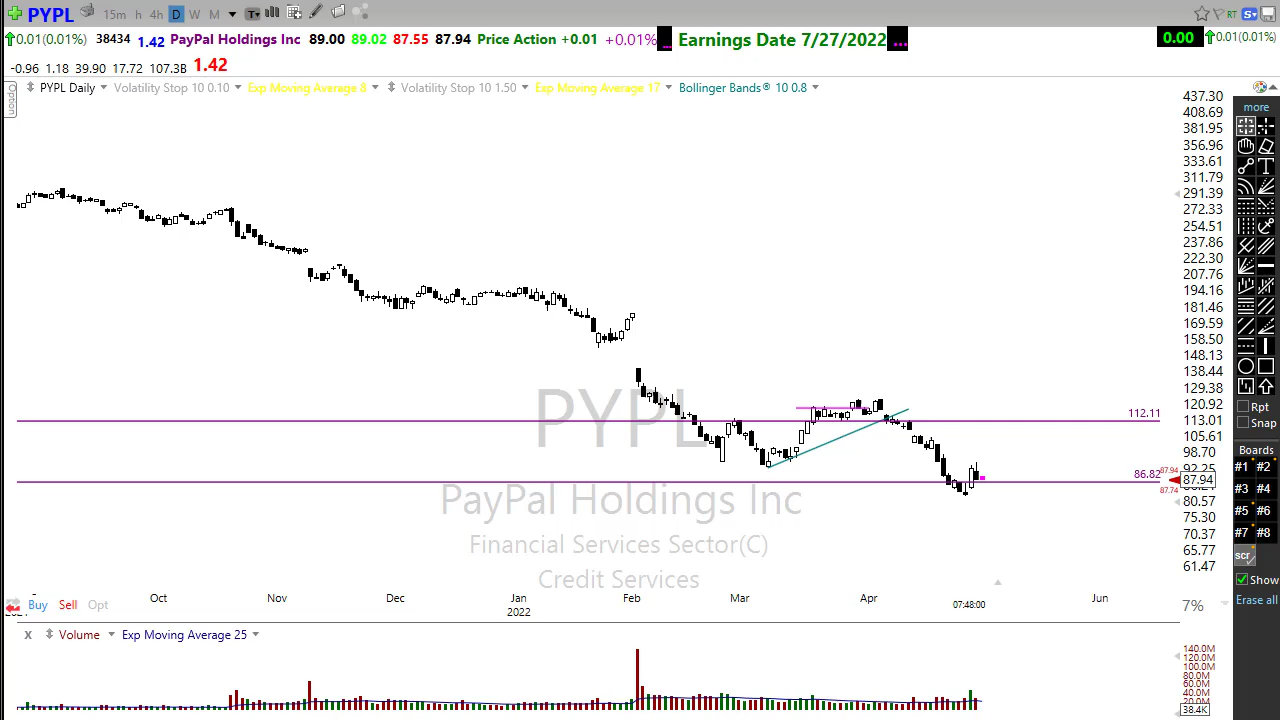 PYPL 15m h 4h D W M T RT S
0.01(0.01%) 38434 1.42 PayPal Holdings Inc 89.00 89.02 87.55 87.94 Price Action +0.01 +0.01% ... Earnings Date 7/27/2022 ... 0.00 0.01(0.01%)
-0.96 1.18 39.90 17.72 107.3B 1.42
Option
PYPL Daily Volatility Stop 10 0.10 Exp Moving Average 8 Volatility Stop 10 1.50 Exp Moving Average 17 Bollinger Bands® 10 0.8
437.30
more
408.69
381.95
356.96
333.61
311.79
291.39
272.33
254.51
237.86
222.30
207.76
194.16
181.46
169.59
158.50
148.13
138.44
129.38
120.92
Rpt
112.11
113.01
Snap
105.61
98.70
Boards
92.25
#1 #2
86.82 87.94
87.94
87.74
#3 #4
80.57
#5 #6
75.30
70.37
#7 #8
65.77
scr
61.47
Show
Erase all
PYPL
PayPal Holdings Inc
Financial Services Sector(C)
Credit Services
Oct Nov Dec Jan Feb Mar Apr Jun
Buy Sell Opt 2022 07:48:00 7%
X Volume Exp Moving Average 25
140.0M
120.0M
100.0M
80.0M
60.0M
40.0M
20.0M
38.4K